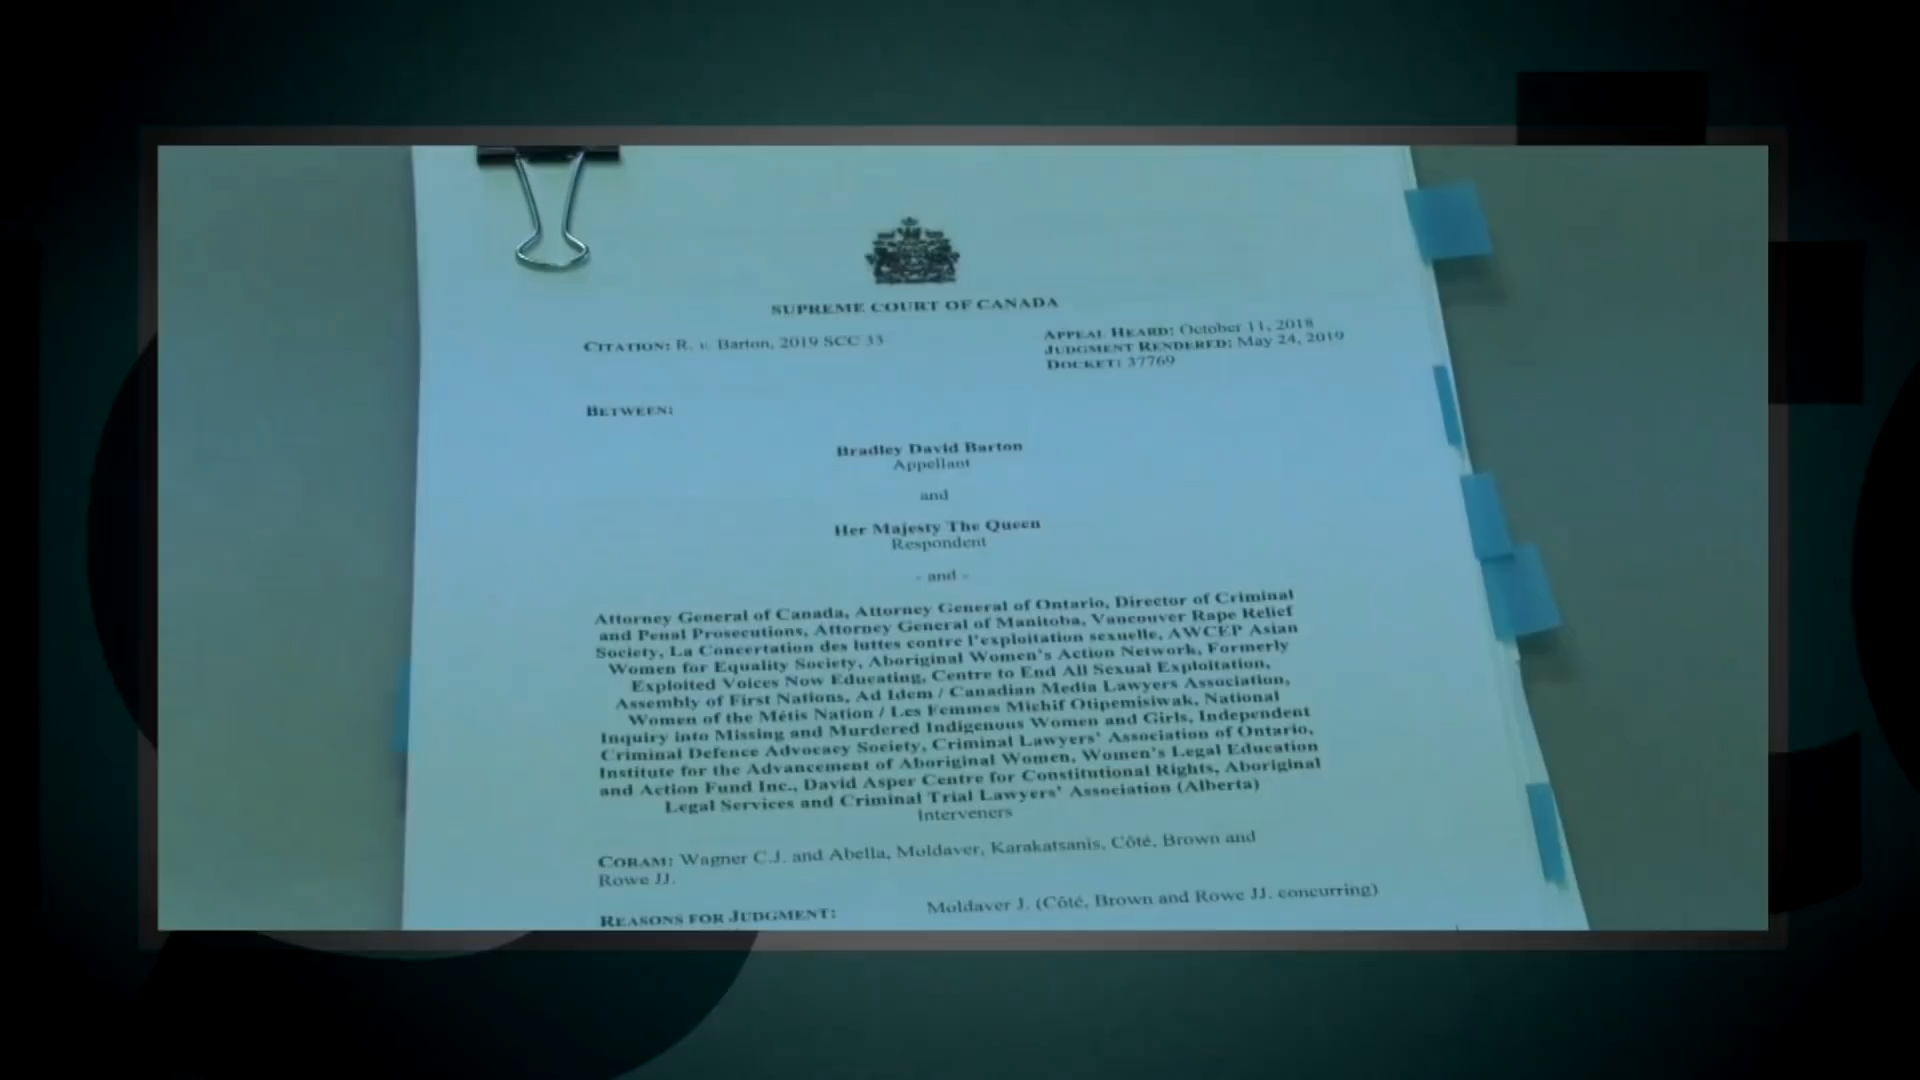 SUPREME COURT OF CANADA
CITATION: R. v. Barton, 2019 SCC 33
APPEAL HEARD: October 11, 2018
JUDGMENT RENDERED: May 24, 2019
DOCKET: 37769
BETWEEN:
Bradley David Barton
Appellant
and
Her Majesty The Queen
Respondent
- and -
Attorney General of Canada, Attorney General of Ontario, Director of Criminal
and Penal Prosecutions, Attorney General of Manitoba, Vancouver Rape Relief
Society, La Concertation des luttes contre l'exploitation sexuelle, AWCEP Asian
Women for Equality Society, Aboriginal Women's Action Network, Formerly
Exploited Voices Now Educating, Centre to End All Sexual Exploitation,
Assembly of First Nations, Ad Idem / Canadian Media Lawyers Association,
Women of the Métis Nation / Les Femmes Michif Otipemisiwak, National
Inquiry into Missing and Murdered Indigenous Women and Girls, Independent
Criminal Defence Advocacy Society, Criminal Lawyers' Association of Ontario,
Institute for the Advancement of Aboriginal Women, Women's Legal Education
and Action Fund Inc., David Asper Centre for Constitutional Rights, Aboriginal
Legal Services and Criminal Trial Lawyers' Association (Alberta)
Interveners
CORAM: Wagner C.J. and Abella, Moldaver, Karakatsanis, Côté, Brown and
Rowe JJ.
REASONS FOR JUDGMENT: Moldaver J. (Côté, Brown and Rowe JJ. concurring)